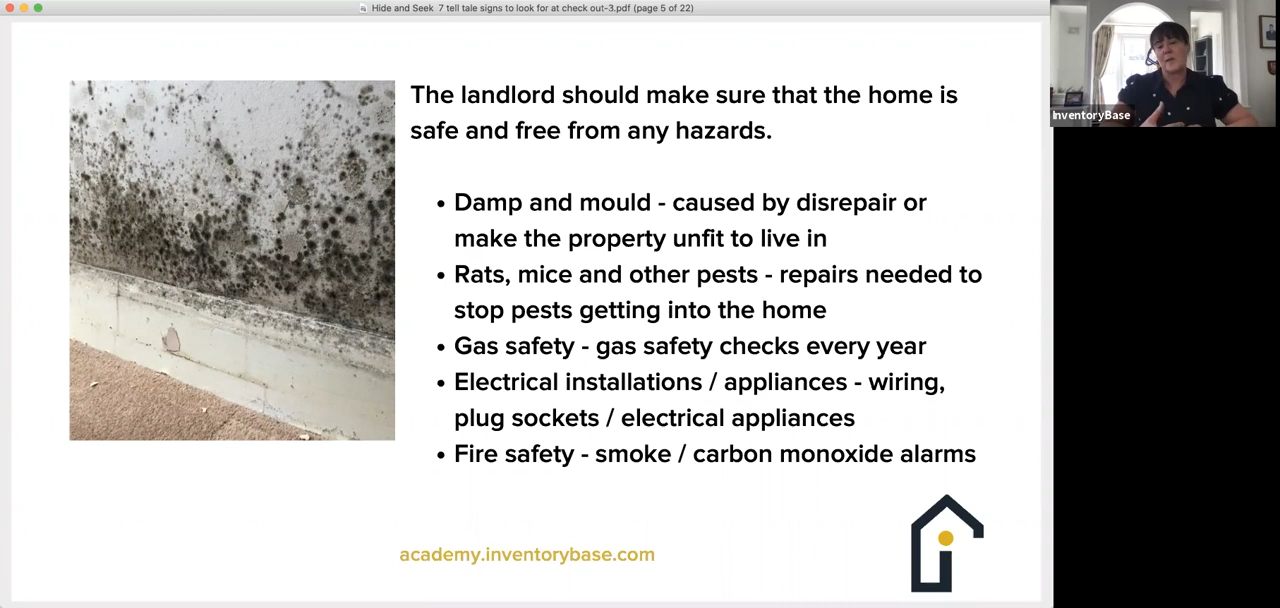 Hide and Seek 7 tell tale signs to look for at check out-3.pdf (page 5 of 22)
The landlord should make sure that the home is
safe and free from any hazards.
• Damp and mould - caused by disrepair or
make the property unfit to live in
• Rats, mice and other pests - repairs needed to
stop pests getting into the home
• Gas safety - gas safety checks every year
• Electrical installations / appliances - wiring,
plug sockets / electrical appliances
• Fire safety - smoke / carbon monoxide alarms
academy.inventorybase.com
InventoryBase